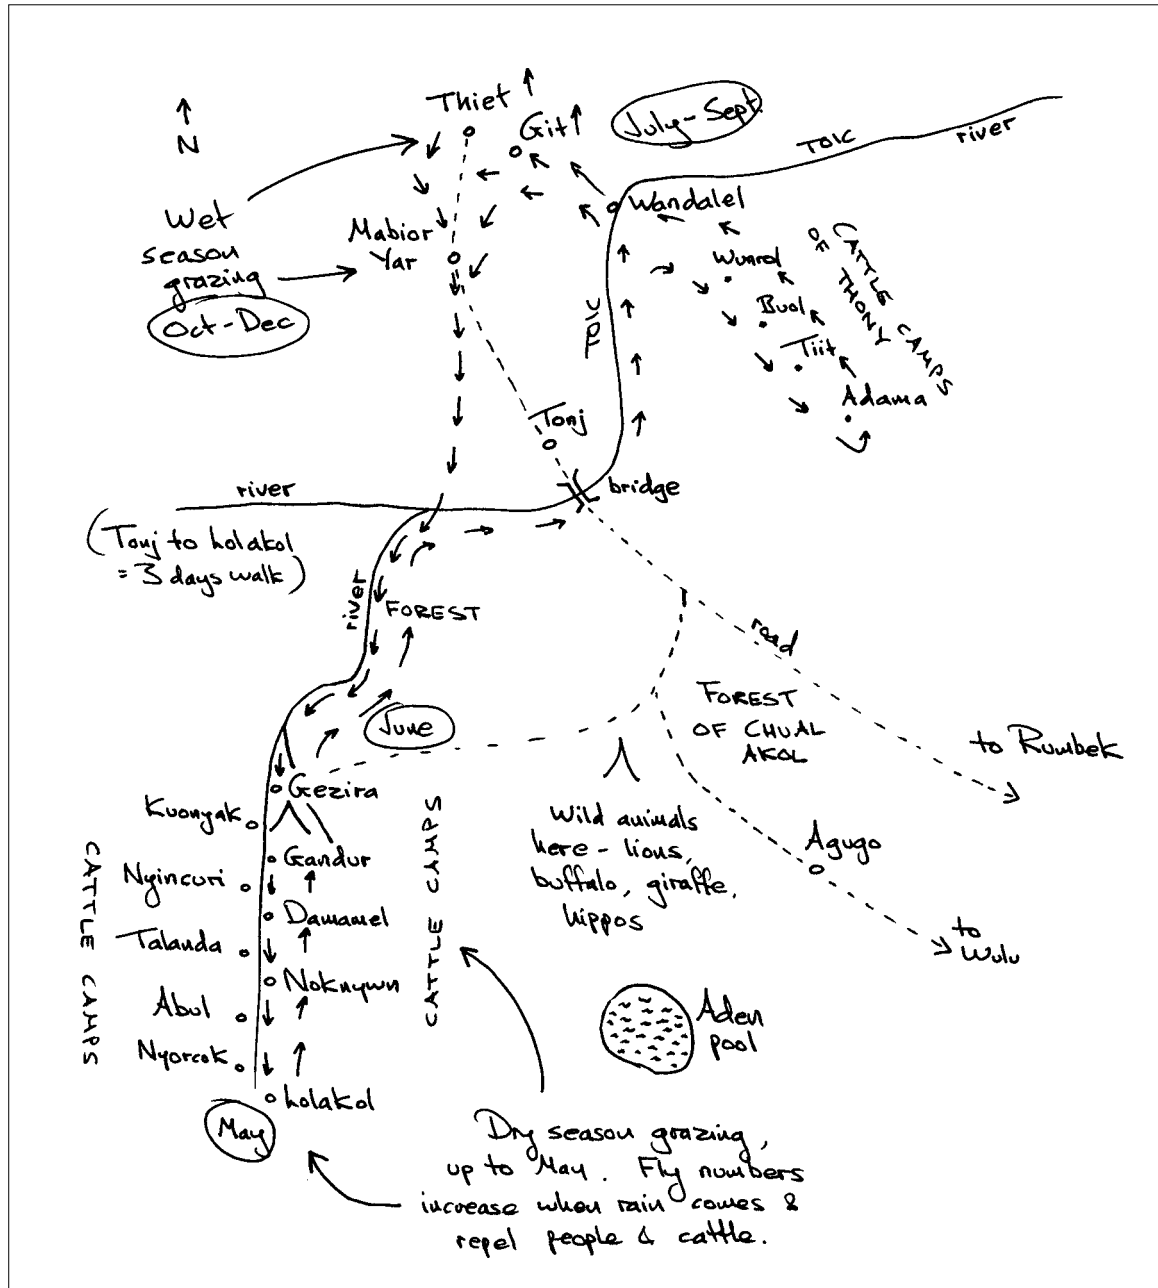 N
Thiet
Git
July-Sept.
TOIC
river
Wandalel
Wet
season
grazing
Oct-Dec
Mabior
Yar
Wunrol
Buol
Tiit
Adama
CATTLE CAMPS
OF THONY
TOIC
Tonj
bridge
river
(Tonj to Lolakol
= 3 days walk)
river
FOREST
road
June
FOREST
OF CHUAL
AKOL
to Rumbek
Gezira
Kuonyak
Gandur
Nyincuri
Damamel
Talanda
Noknywn
Abul
Nyorcok
Lolakol
May
CATTLE CAMPS
CATTLE CAMPS
Wild animals
here - lions,
buffalo, giraffe,
hippos
Agugo
to
Wulu
Aden
pool
Dry season grazing,
up to May. Fly numbers
increase when rain comes &
repel people & cattle.